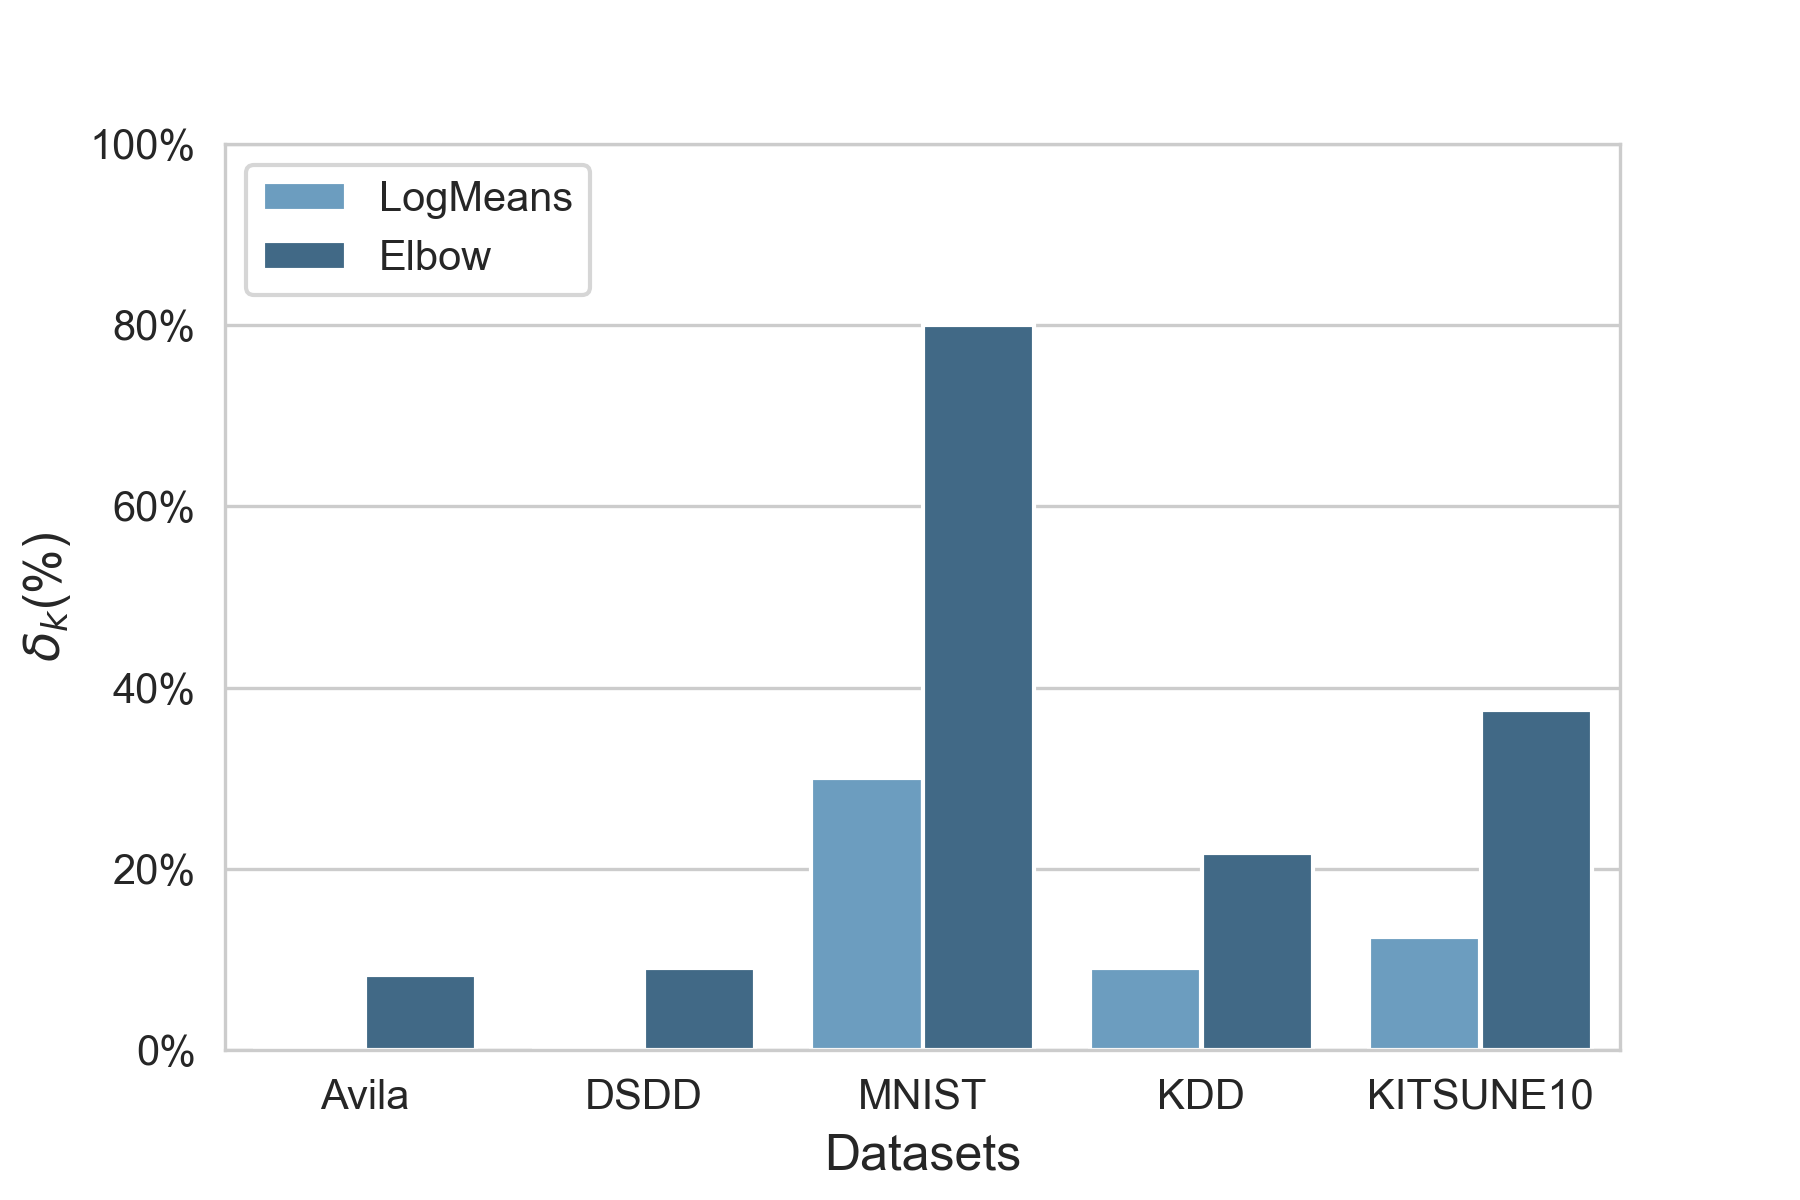 100%
80%
60%
40%
20%
0%
δk(%)
LogMeans
Elbow
Avila DSDD MNIST KDD KITSUNE10
Datasets